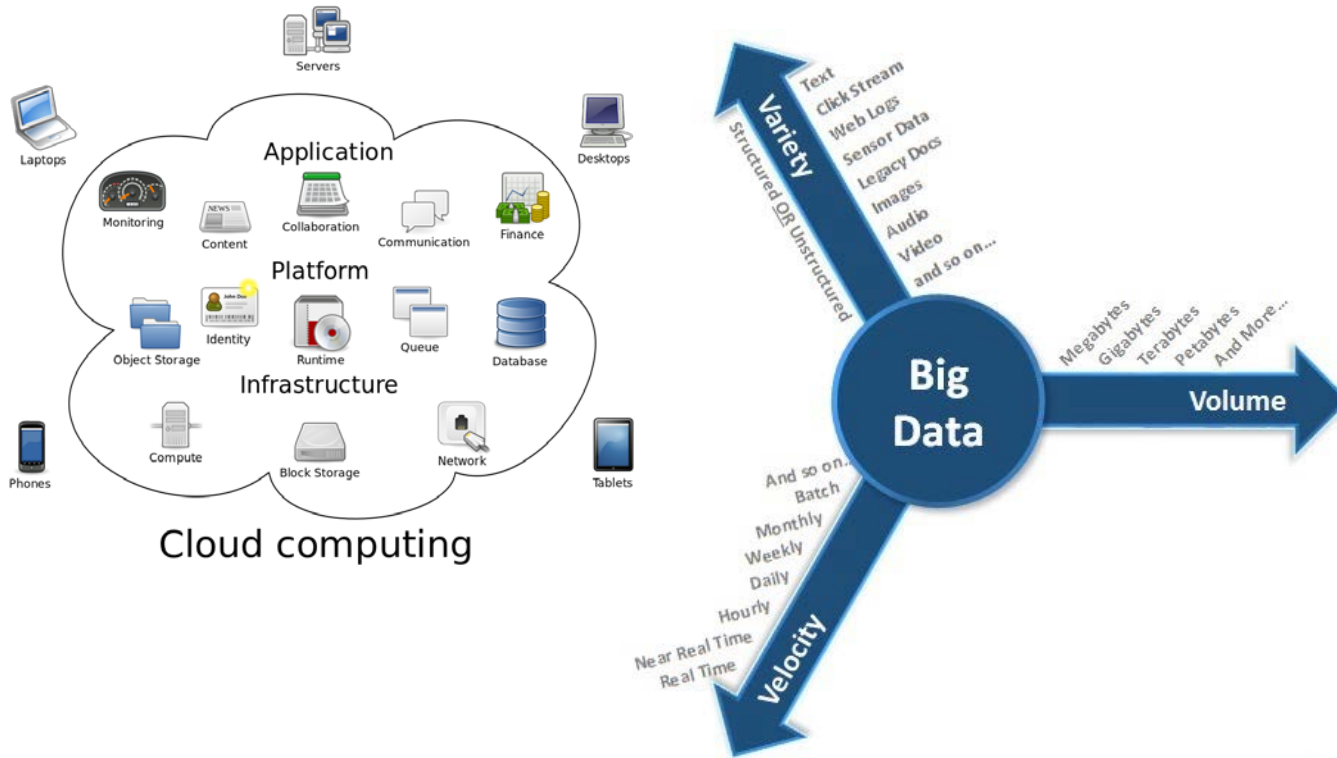 Servers
Laptops
Desktops
Application
Monitoring
NEWS
Content
Collaboration
Communication
Finance
Platform
Object Storage
John Doe
Identity
Runtime
Queue
Database
Infrastructure
Phones
Compute
Block Storage
Network
Tablets
Cloud computing
Variety
Structured OR Unstructured
Text
Click Stream
Web Logs
Sensor Data
Legacy Docs
Images
Audio
Video
and so on...
Big
Data
Megabytes
Gigabytes
Terabytes
Petabytes
And More...
Volume
And so on...
Batch
Monthly
Weekly
Daily
Hourly
Near Real Time
Real Time
Velocity